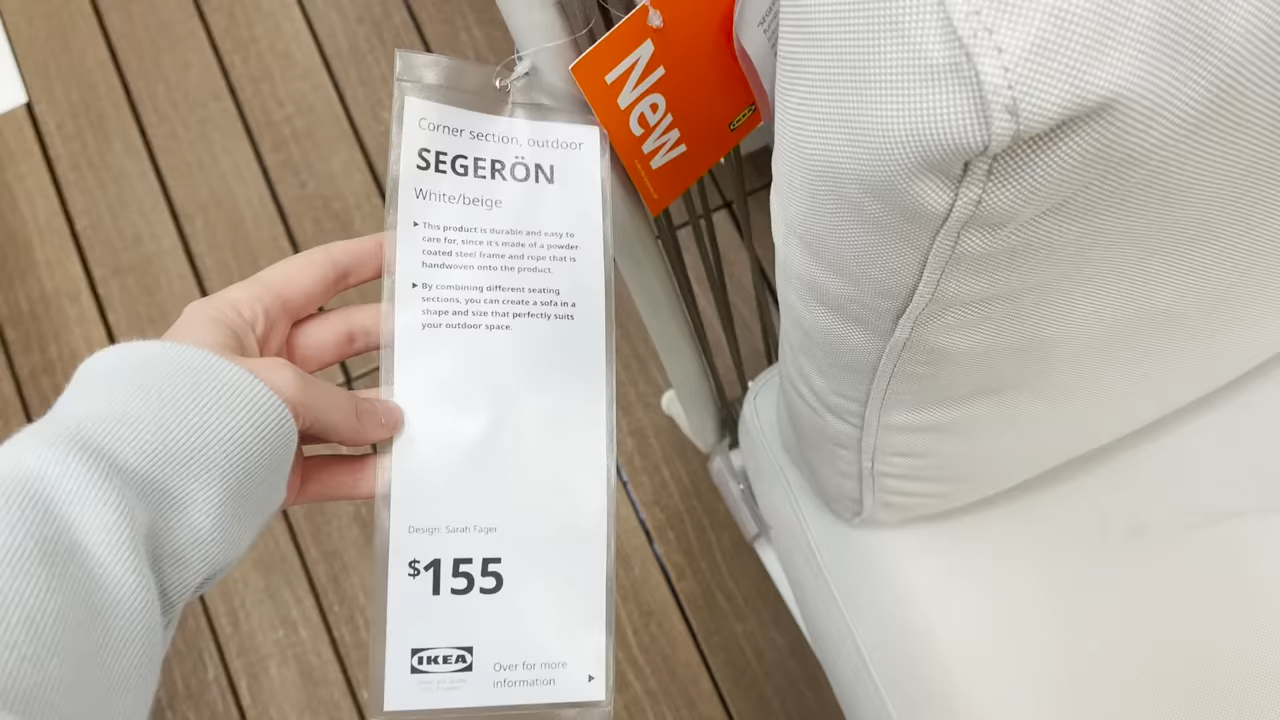 Corner section, outdoor
SEGERÖN
White/beige
▶ This product is durable and easy to
care for, since it's made of a powder-
coated steel frame and rope that is
handwoven onto the product.
▶ By combining different seating
sections, you can create a sofa in a
shape and size that perfectly suits
your outdoor space.
Design: Sarah Fager
$155
IKEA
Over for more
information ▶
New
IKEA